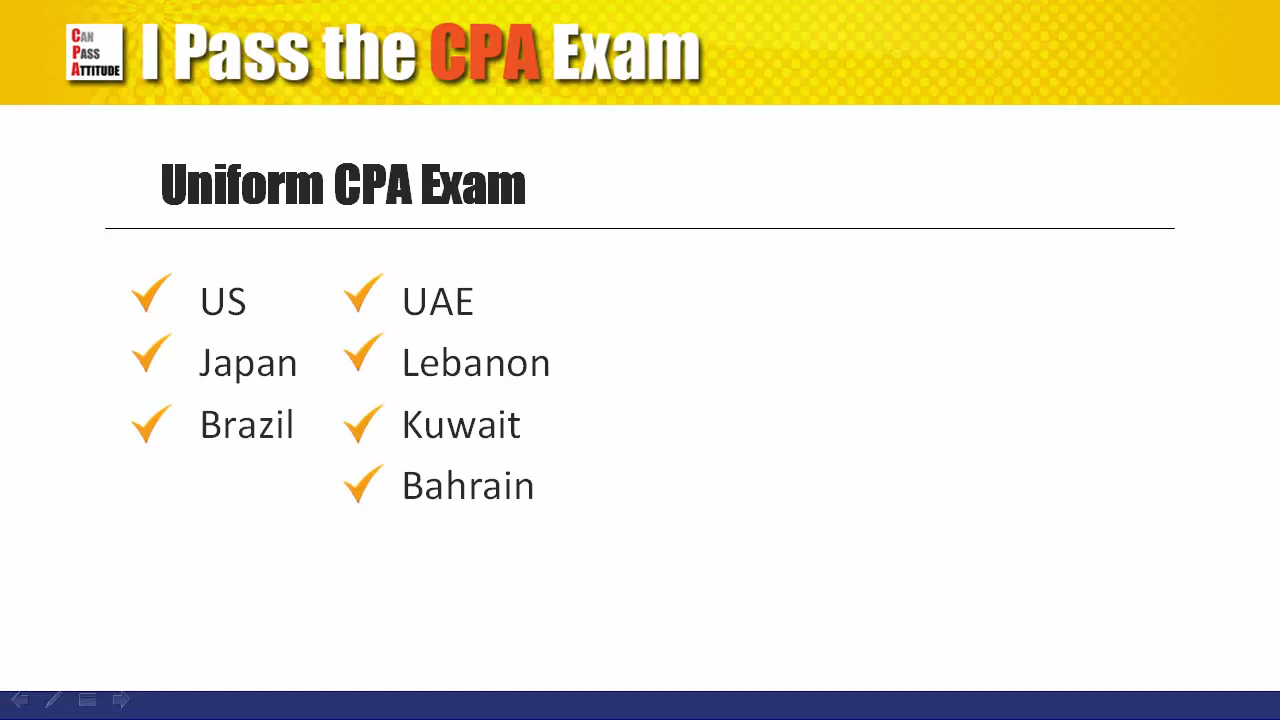 CAN
PASS
ATTITUDE
I Pass the CPA Exam
Uniform CPA Exam
US
Japan
Brazil
UAE
Lebanon
Kuwait
Bahrain